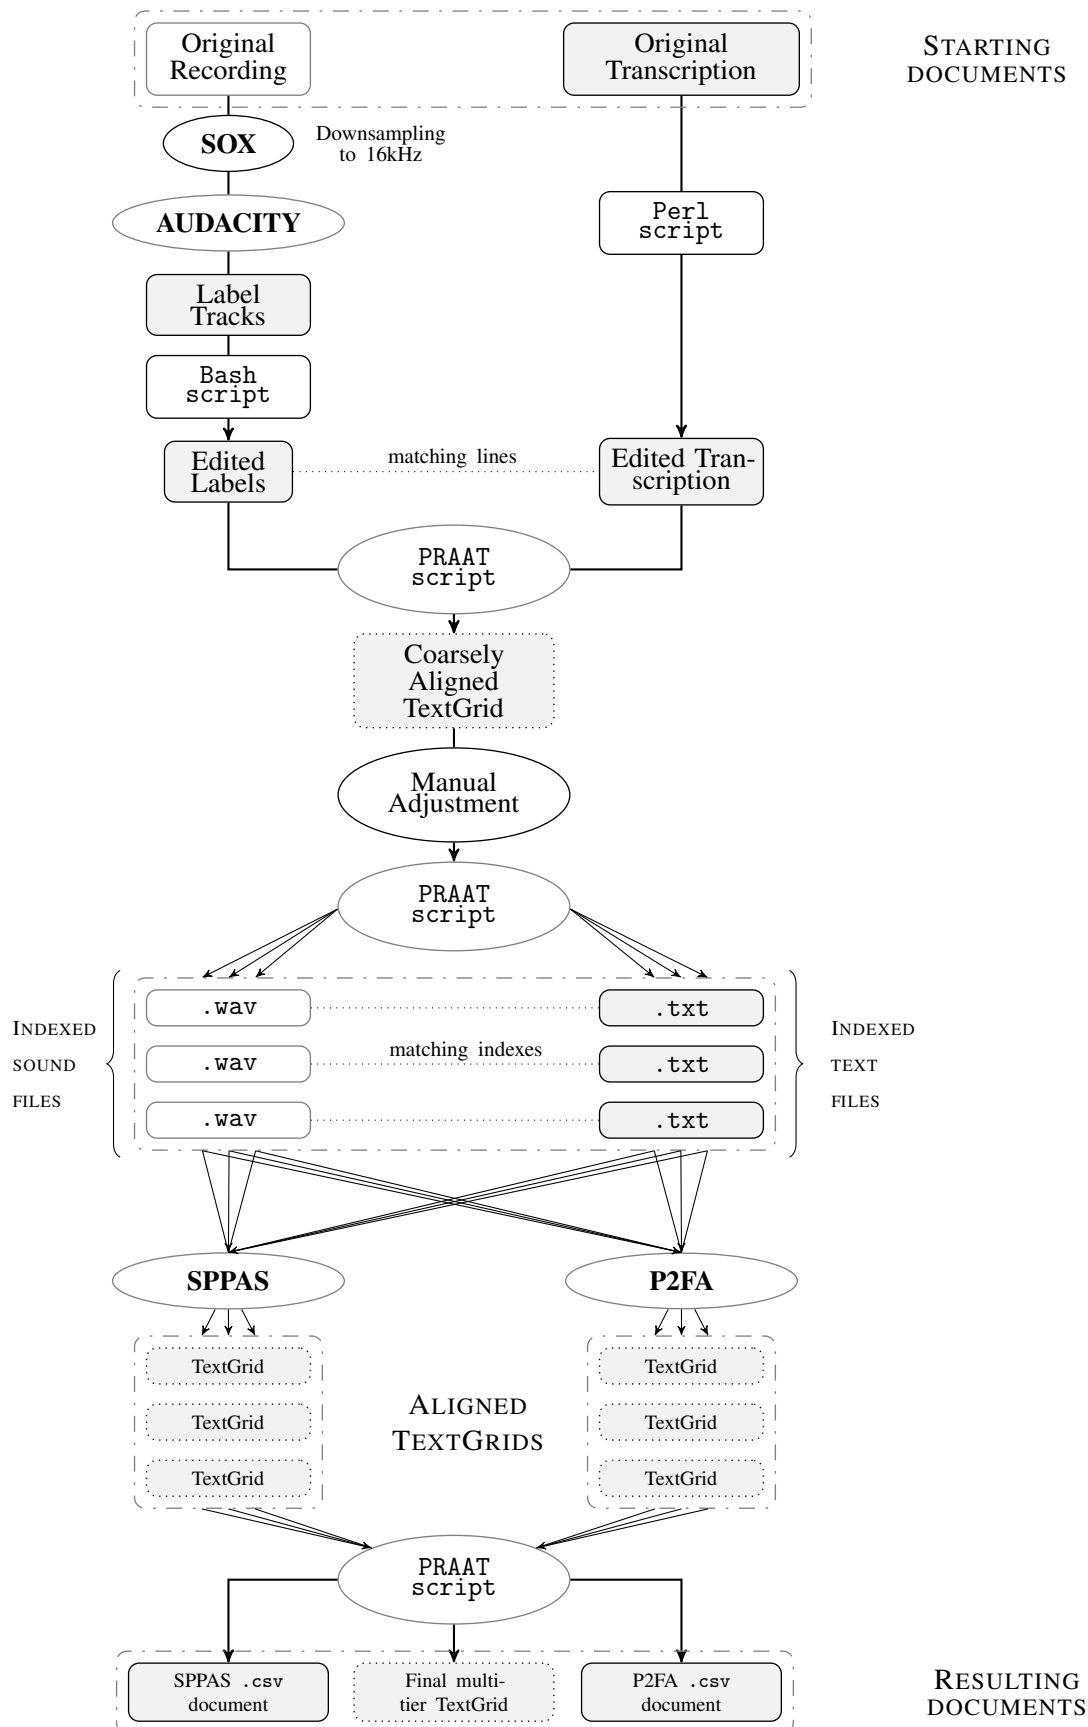 Original
Recording
Original
Transcription
STARTING
DOCUMENTS
SOX
Downsampling
to 16kHz
AUDACITY
Perl
script
Label
Tracks
Bash
script
Edited
Labels
matching lines
Edited Tran-
scription
PRAAT
script
Coarsely
Aligned
TextGrid
Manual
Adjustment
PRAAT
script
INDEXED
SOUND
FILES
.wav
.txt
.wav
matching indexes
.txt
.wav
.txt
INDEXED
TEXT
FILES
SPPAS
P2FA
TextGrid
TextGrid
TextGrid
ALIGNED
TEXTGRIDS
TextGrid
TextGrid
TextGrid
PRAAT
script
SPPAS .csv
document
Final multi-
tier TextGrid
P2FA .csv
document
RESULTING
DOCUMENTS